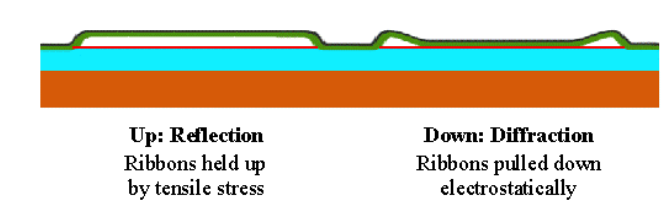 Up: Reflection
Ribbons held up
by tensile stress
Down: Diffraction
Ribbons pulled down
electrostatically